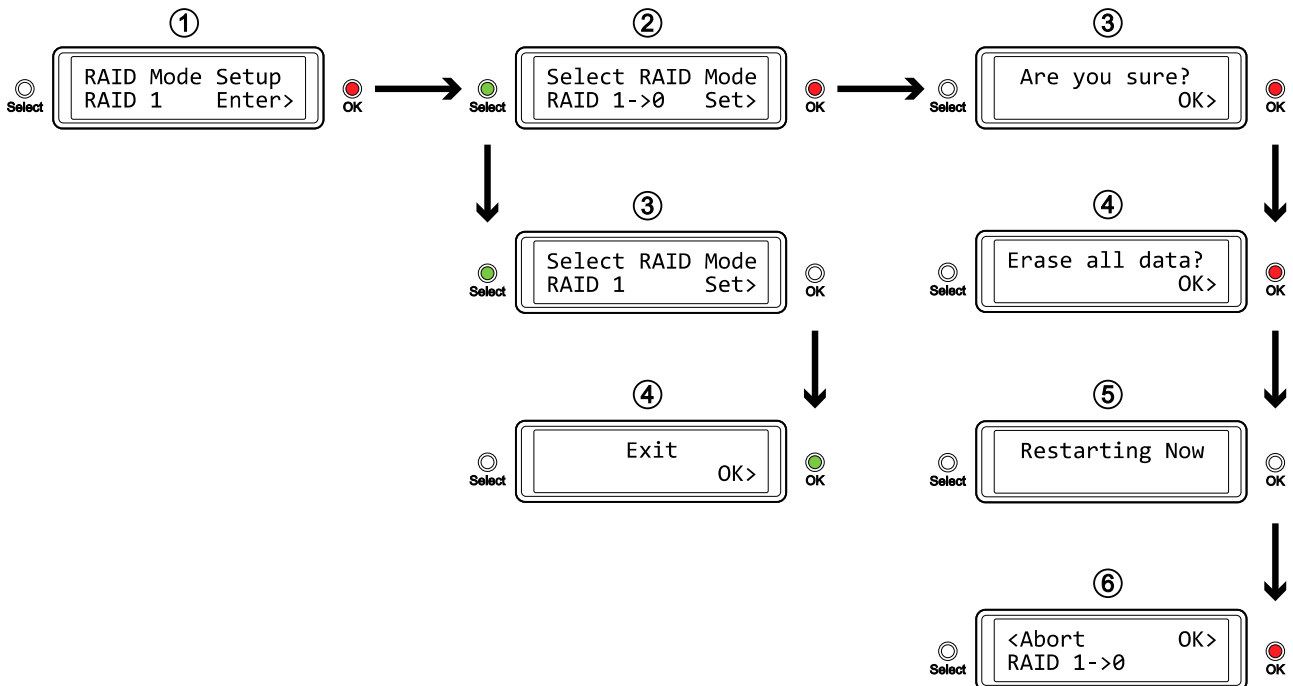 ①
RAID Mode Setup
RAID 1 Enter>
Select
OK
②
Select RAID Mode
RAID 1->0 Set>
Select
OK
③
Are you sure?
OK>
Select
OK
③
Select RAID Mode
RAID 1 Set>
Select
OK
④
Erase all data?
OK>
Select
OK
④
Exit
OK>
Select
OK
⑤
Restarting Now
Select
OK
⑥
<Abort OK>
RAID 1->0
Select
OK